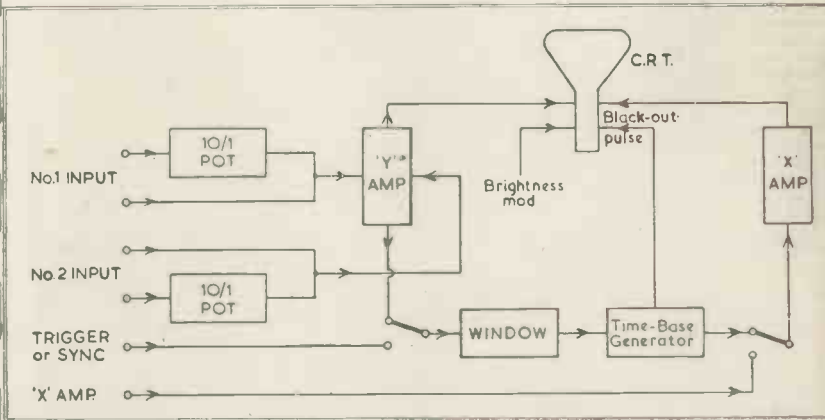 C.R.T.
10/1
POT
No.1 INPUT
'Y'
AMP
Black-out
pulse
'X'
AMP
Brightness
mod
No.2 INPUT
10/1
POT
TRIGGER
or SYNC
WINDOW
Time-Base
Generator
'X' AMP.